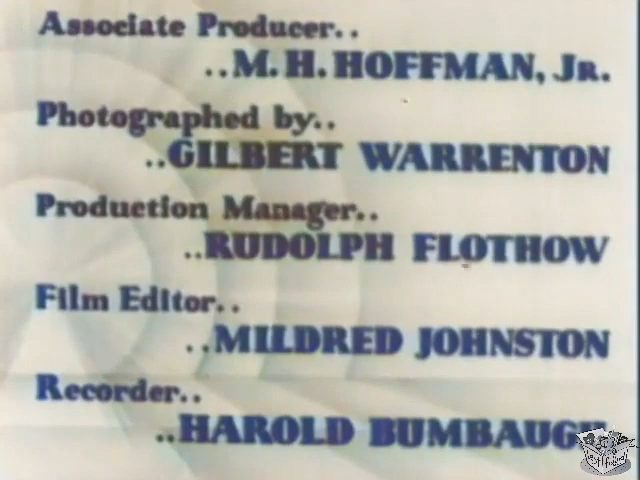 Associate Producer..
..M. H. HOFFMAN, JR.
Photographed by..
..GILBERT WARRENTON
Production Manager..
..RUDOLPH FLOTHOW
Film Editor..
..MILDRED JOHNSTON
Recorder..
..HAROLD